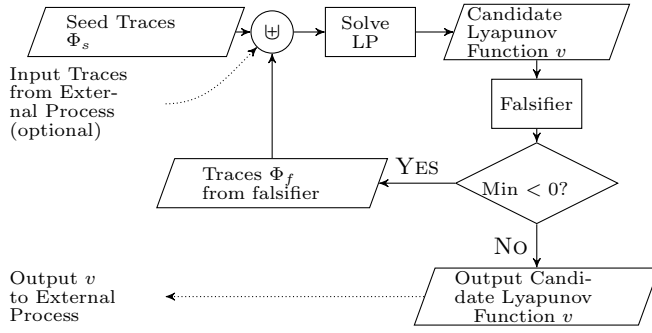 Seed Traces
Φs
⊎
Solve
LP
Candidate
Lyapunov
Function v
Input Traces
from Exter-
nal Process
(optional)
Falsifier
Traces Φf
from falsifier
YES
Min < 0?
NO
Output v
to External
Process
Output Candi-
date Lyapunov
Function v